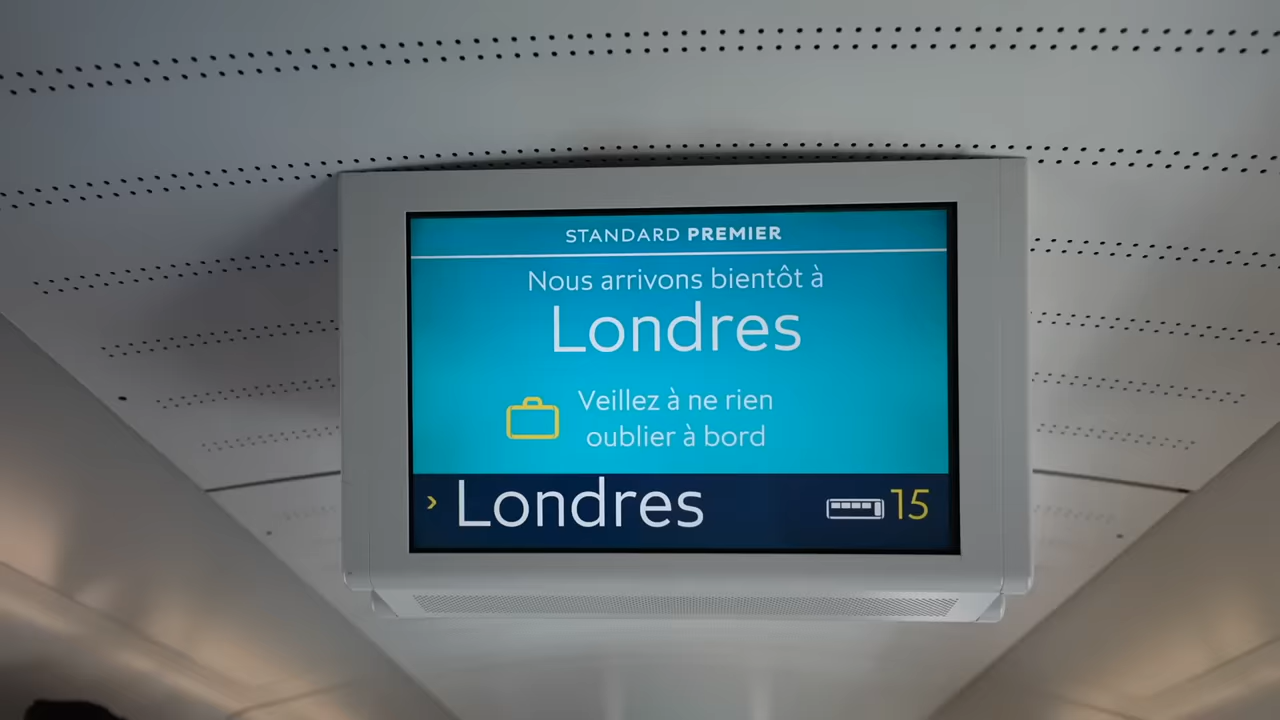 STANDARD PREMIER
Nous arrivons bientôt à
Londres
Veillez à ne rien
oublier à bord
› Londres 15